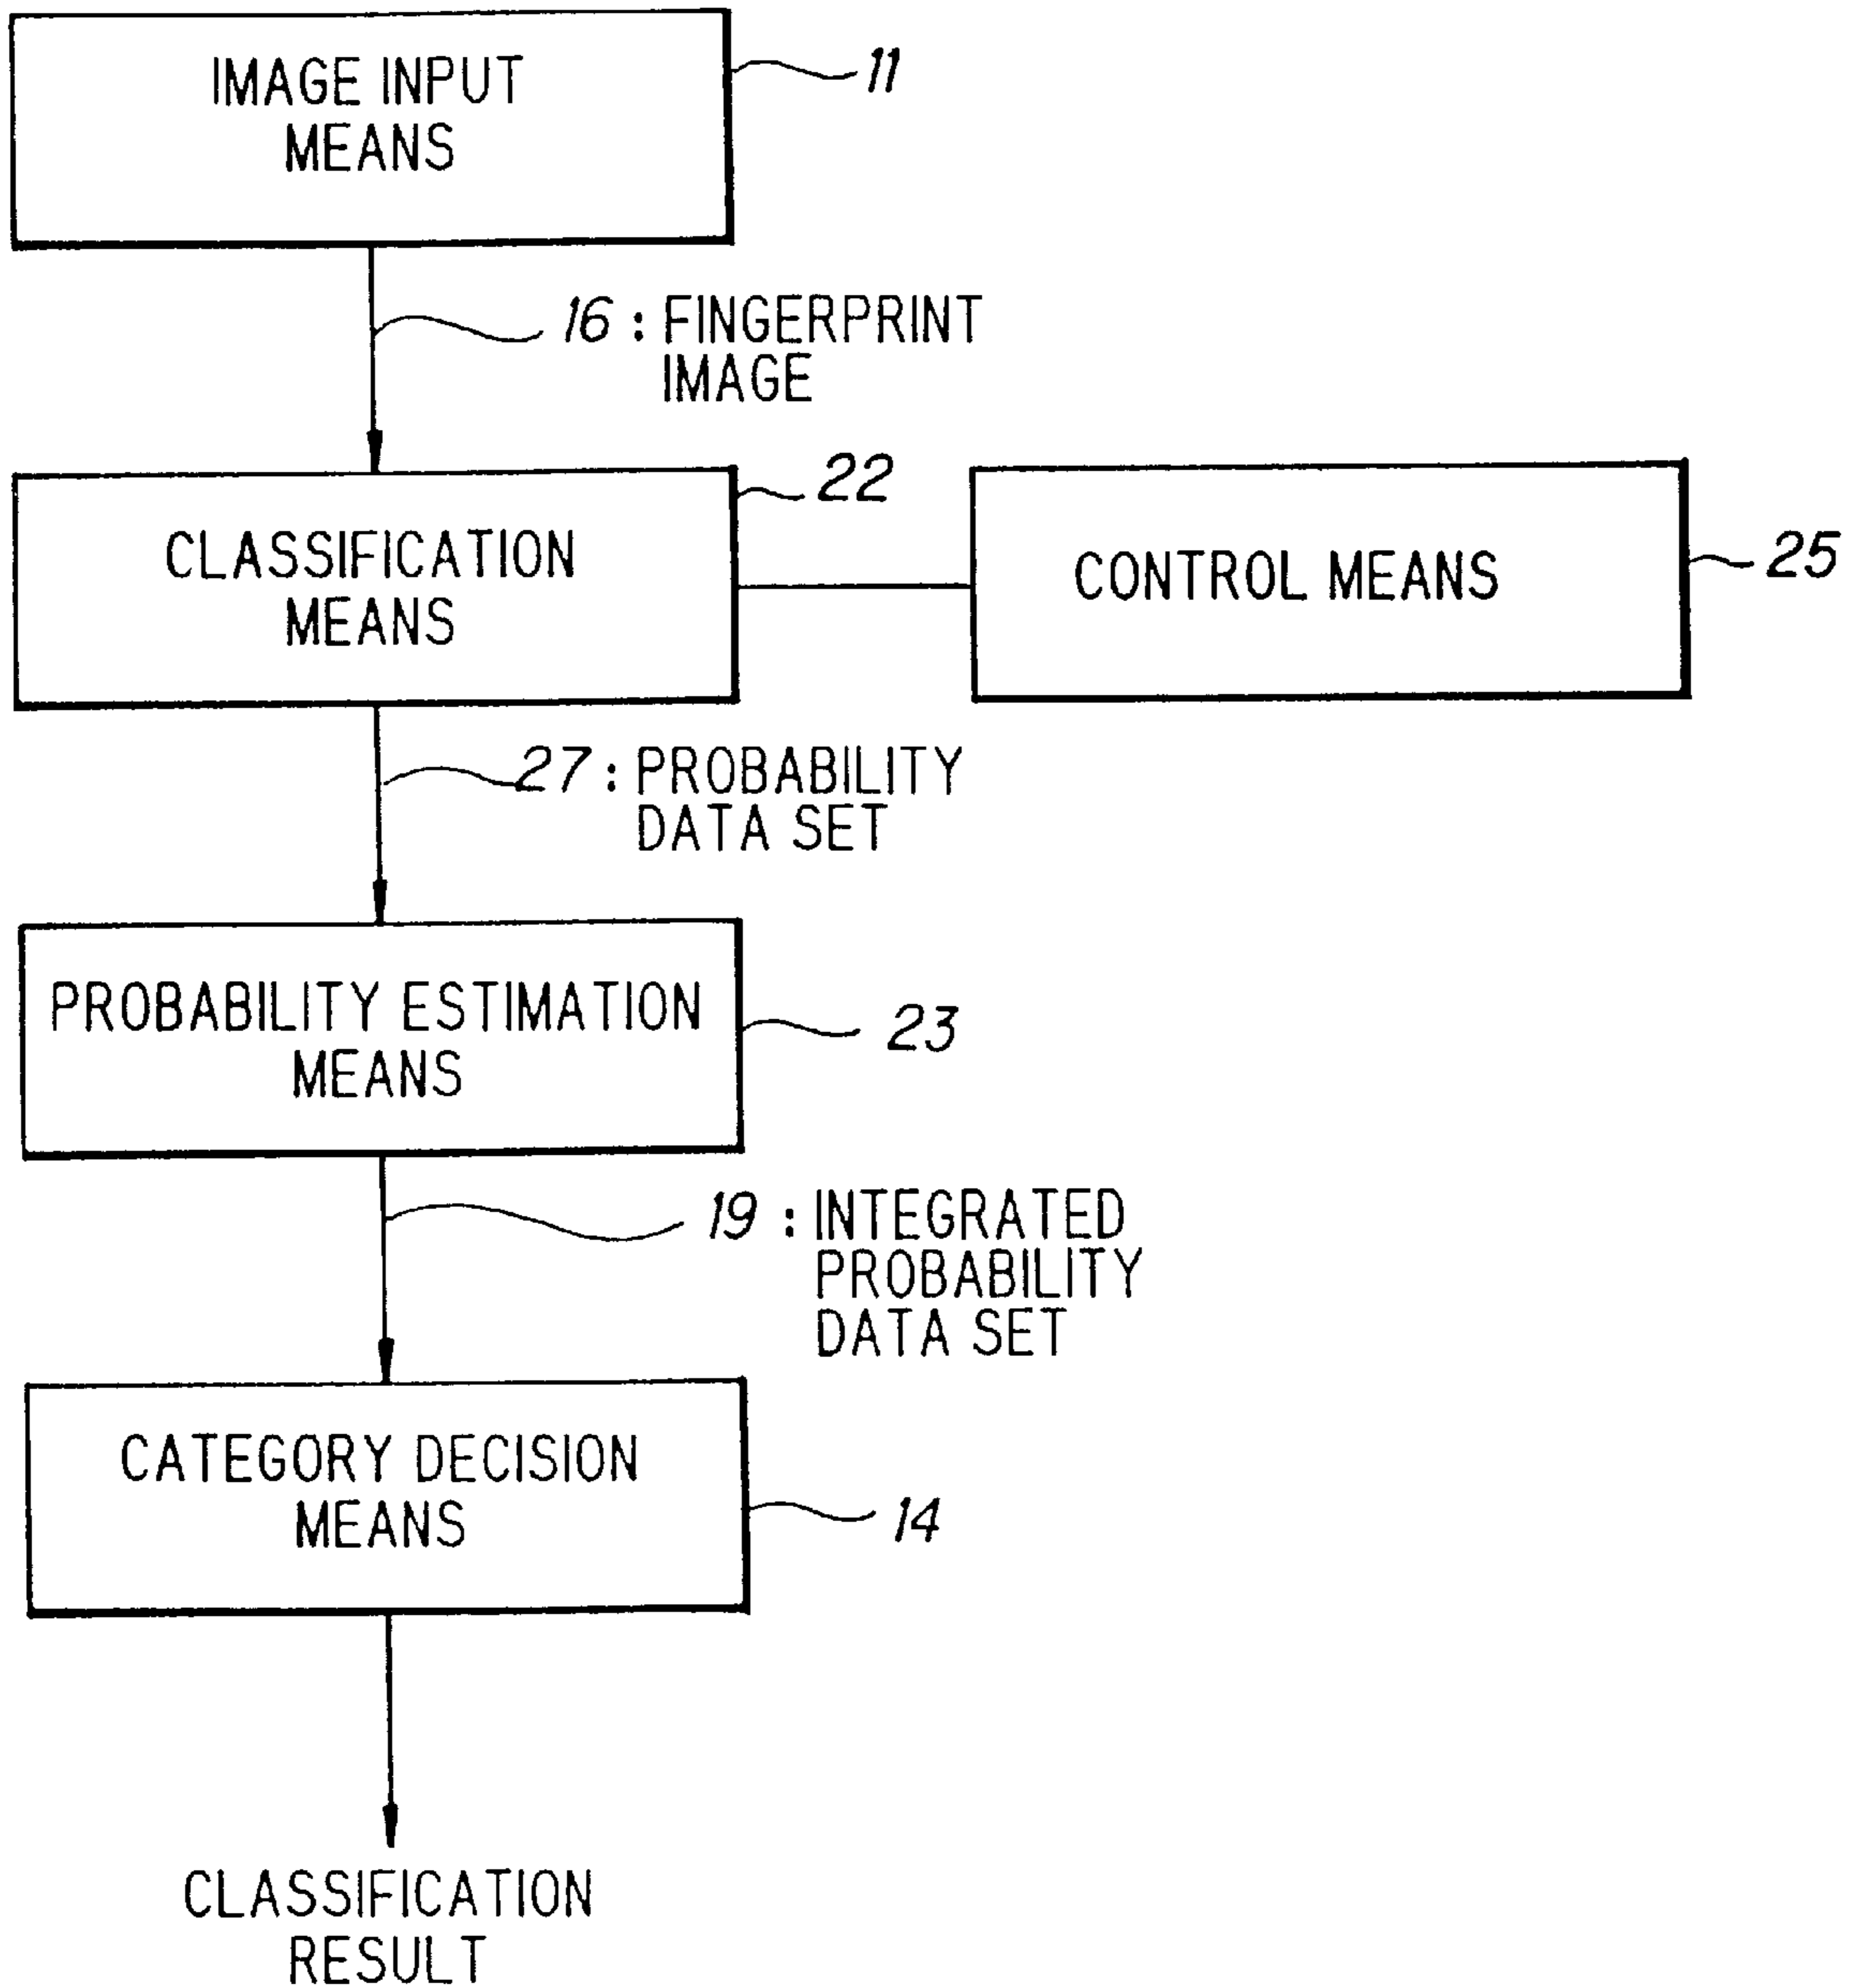 IMAGE INPUT
MEANS
11
16 : FINGERPRINT
IMAGE
22
CLASSIFICATION
MEANS
CONTROL MEANS
25
27 : PROBABILITY
DATA SET
PROBABILITY ESTIMATION
MEANS
23
19 : INTEGRATED
PROBABILITY
DATA SET
CATEGORY DECISION
MEANS
14
CLASSIFICATION
RESULT